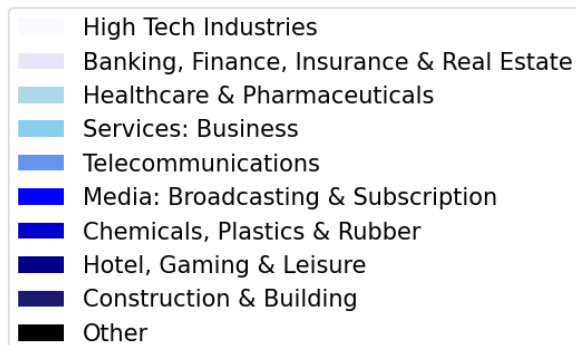 High Tech Industries
Banking, Finance, Insurance & Real Estate
Healthcare & Pharmaceuticals
Services: Business
Telecommunications
Media: Broadcasting & Subscription
Chemicals, Plastics & Rubber
Hotel, Gaming & Leisure
Construction & Building
Other